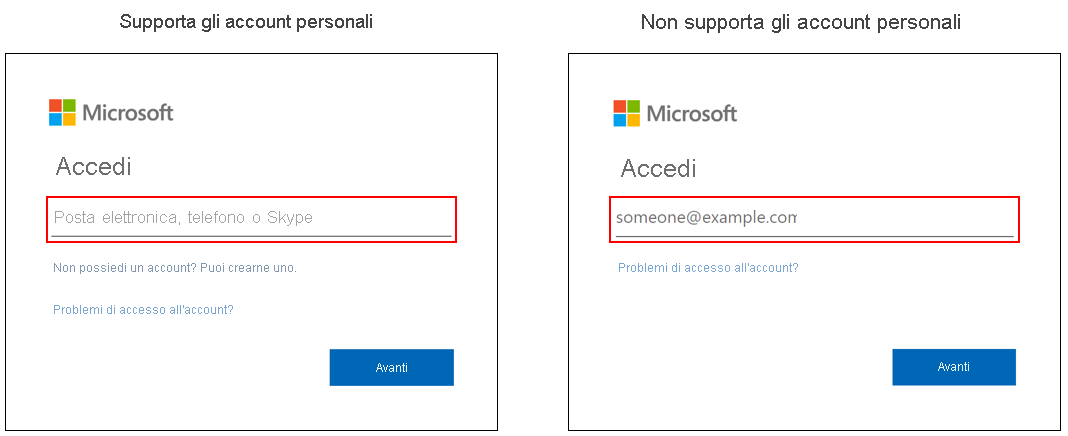 Supporta gli account personali
Microsoft
Accedi
Posta elettronica, telefono o Skype
Non possiedi un account? Puoi crearne uno.
Problemi di accesso all'account?
Avanti
Non supporta gli account personali
Microsoft
Accedi
someone@example.com
Problemi di accesso all'account?
Avanti